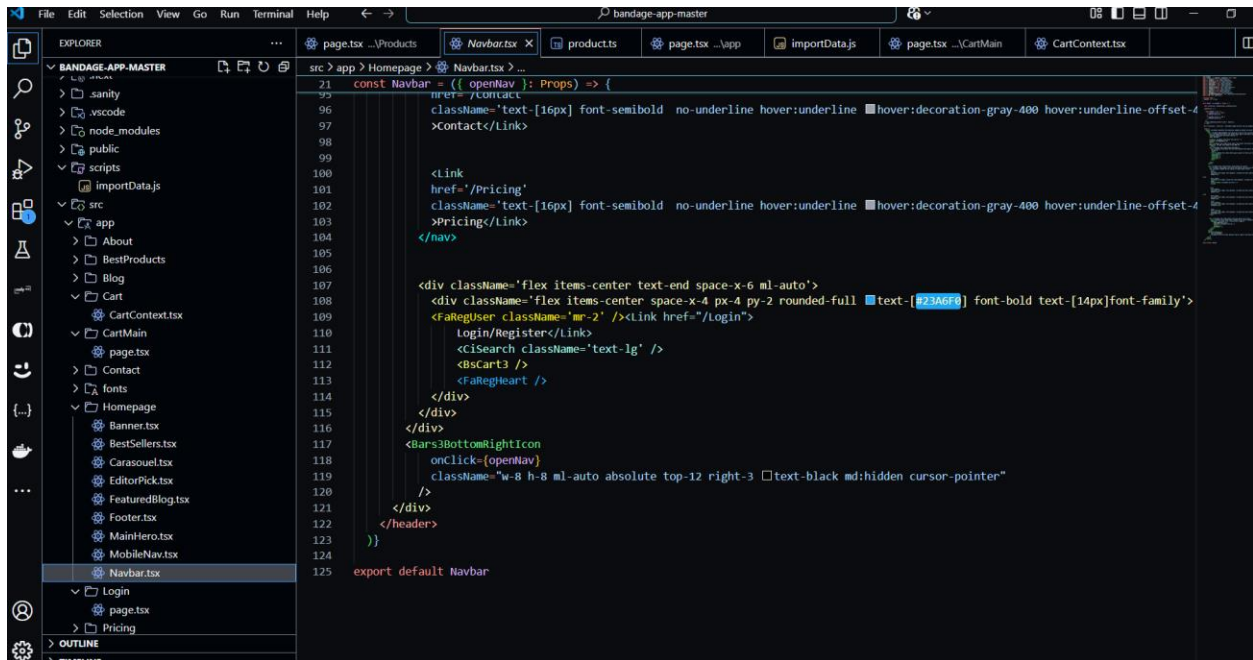 File Edit Selection View Go Run Terminal Help
bandage-app-master
EXPLORER
BANDAGE-APP-MASTER
.next
.sanity
.vscode
node_modules
public
scripts
importData.js
src
app
About
BestProducts
Blog
Cart
CartContext.tsx
CartMain
page.tsx
Contact
fonts
Homepage
Banner.tsx
BestSellers.tsx
Carasouel.tsx
EditorPick.tsx
FeaturedBlog.tsx
Footer.tsx
MainHero.tsx
MobileNav.tsx
Navbar.tsx
Login
page.tsx
Pricing
OUTLINE
1
page.tsx ...\Products
Navbar.tsx
product.ts
page.tsx ...\app
importData.js
page.tsx ...\CartMain
CartContext.tsx
src > app > Homepage > Navbar.tsx > ...
21 const Navbar = ({ openNav }: Props) => {
95 href='/Contact'
96 className='text-[16px] font-semibold  no-underline hover:underline hover:decoration-gray-400 hover:underline-offset-4
97 >Contact</Link>
98
99
100 <Link
101 href='/Pricing'
102 className='text-[16px] font-semibold  no-underline hover:underline hover:decoration-gray-400 hover:underline-offset-4
103 >Pricing</Link>
104 </nav>
105
106
107 <div className='flex items-center text-end space-x-6 ml-auto'>
108 <div className='flex items-center space-x-4 px-4 py-2 rounded-full text-[#23A6F0] font-bold text-[14px]font-family'>
109 <FaRegUser className='mr-2' /><Link href="/Login">
110 Login/Register</Link>
111 <CiSearch className='text-lg' />
112 <BsCart3 />
113 <FaRegHeart />
114 </div>
115 </div>
116 </div>
117 <Bars3BottomRightIcon
118 onClick={openNav}
119 className="w-8 h-8 ml-auto absolute top-12 right-3 text-black md:hidden cursor-pointer"
120 />
121 </div>
122 </header>
123 )}
124
125 export default Navbar